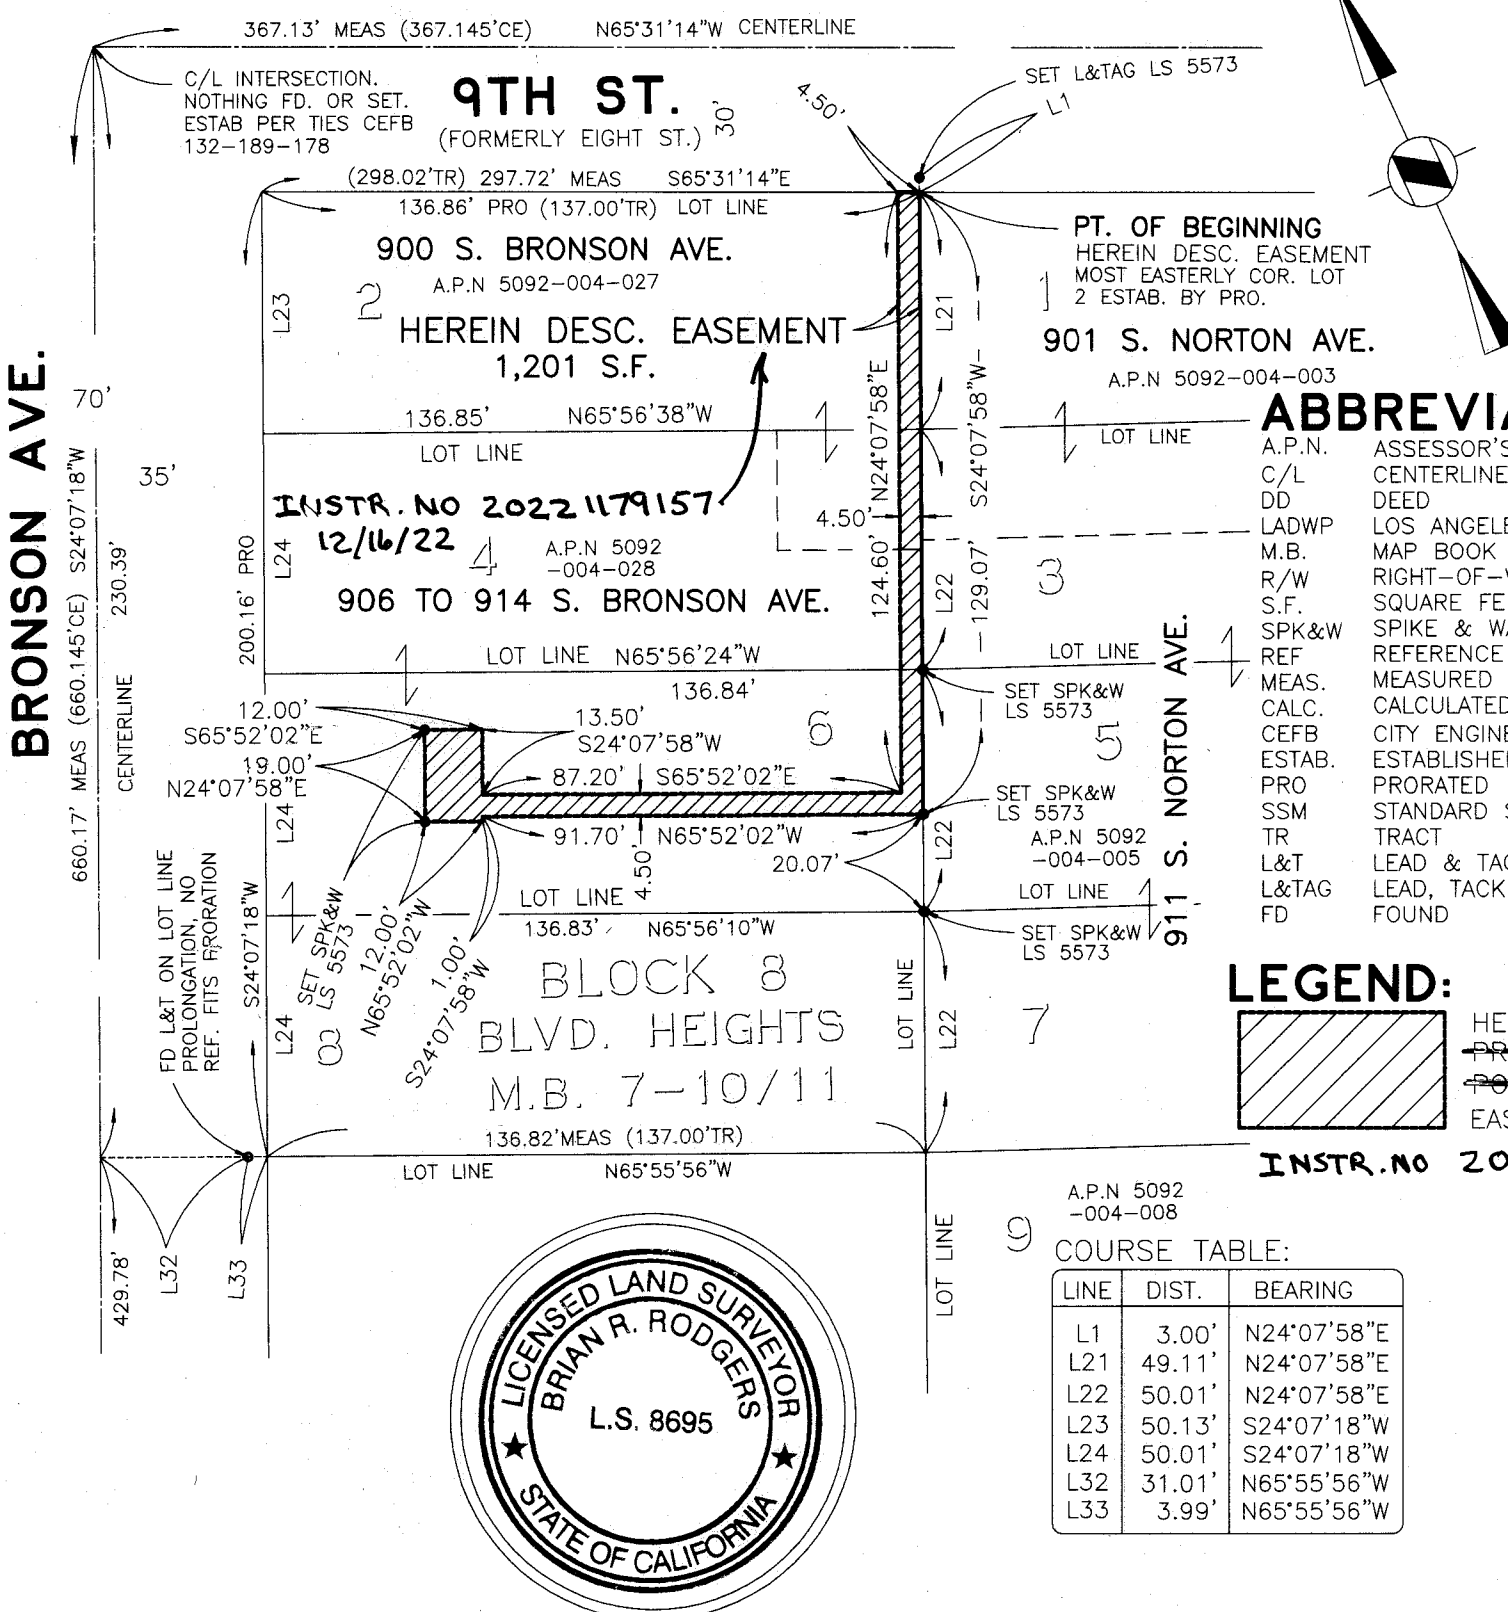 367.13' MEAS (367.145'CE) N65°31'14"W CENTERLINE
C/L INTERSECTION.
NOTHING FD. OR SET.
ESTAB PER TIES CEFB
132-189-178
9TH ST.
(FORMERLY EIGHT ST.)
30'
4.50'
SET L&TAG LS 5573
L1
(298.02'TR) 297.72' MEAS S65°31'14"E
136.86' PRO (137.00'TR) LOT LINE
900 S. BRONSON AVE.
A.P.N 5092-004-027
2
L23
HEREIN DESC. EASEMENT
1,201 S.F.
PT. OF BEGINNING
HEREIN DESC. EASEMENT
MOST EASTERLY COR. LOT
2 ESTAB. BY PRO.
1
L21
901 S. NORTON AVE.
A.P.N 5092-004-003
BRONSON AVE.
70'
35'
660.17' MEAS (660.145'CE) S24°07'18"W
230.39'
CENTERLINE
200.16' PRO
136.85' N65°56'38"W
LOT LINE
LOT LINE
N24°07'58"E
124.60'
S24°07'58"W
129.07'
INSTR. NO 20221179157
12/16/22
4
L24
A.P.N 5092
-004-028
4.50'
906 TO 914 S. BRONSON AVE.
L22
3
LOT LINE N65°56'24"W
136.84'
LOT LINE
SET SPK&W
LS 5573
12.00'
S65°52'02"E
19.00'
N24°07'58"E
13.50'
S24°07'58"W
6
5
87.20' S65°52'02"E
91.70' N65°52'02"W
4.50'
20.07'
SET SPK&W
LS 5573
A.P.N 5092
-004-005
L22
L24
911 S. NORTON AVE.
LOT LINE
136.83' N65°56'10"W
LOT LINE
SET SPK&W
LS 5573
FD L&T ON LOT LINE
PROLONGATION, NO
REF. FITS PRORATION
S24°07'18"W
SET SPK&W
LS 5573
12.00'
N65°52'02"W
1.00'
S24°07'58"W
L24
8
BLOCK 8
BLVD. HEIGHTS
M.B. 7-10/11
LOT LINE
L22
7
136.82'MEAS (137.00'TR)
LOT LINE N65°55'56"W
429.78'
L32
L33
LOT LINE
9
A.P.N 5092
-004-008
ABBREVIA
A.P.N. ASSESSOR'S
C/L CENTERLINE
DD DEED
LADWP LOS ANGELE
M.B. MAP BOOK
R/W RIGHT-OF-W
S.F. SQUARE FE
SPK&W SPIKE & WA
REF REFERENCE
MEAS. MEASURED
CALC. CALCULATED
CEFB CITY ENGINE
ESTAB. ESTABLISHE
PRO PRORATED
SSM STANDARD S
TR TRACT
L&T LEAD & TAC
L&TAG LEAD, TACK
FD FOUND
LEGEND:
HE
PR
PO
EAS
INSTR. NO 20
COURSE TABLE:
LINE DIST. BEARING
L1 3.00' N24°07'58"E
L21 49.11' N24°07'58"E
L22 50.01' N24°07'58"E
L23 50.13' S24°07'18"W
L24 50.01' S24°07'18"W
L32 31.01' N65°55'56"W
L33 3.99' N65°55'56"W
LICENSED LAND SURVEYOR
BRIAN R. RODGERS
L.S. 8695
STATE OF CALIFORNIA